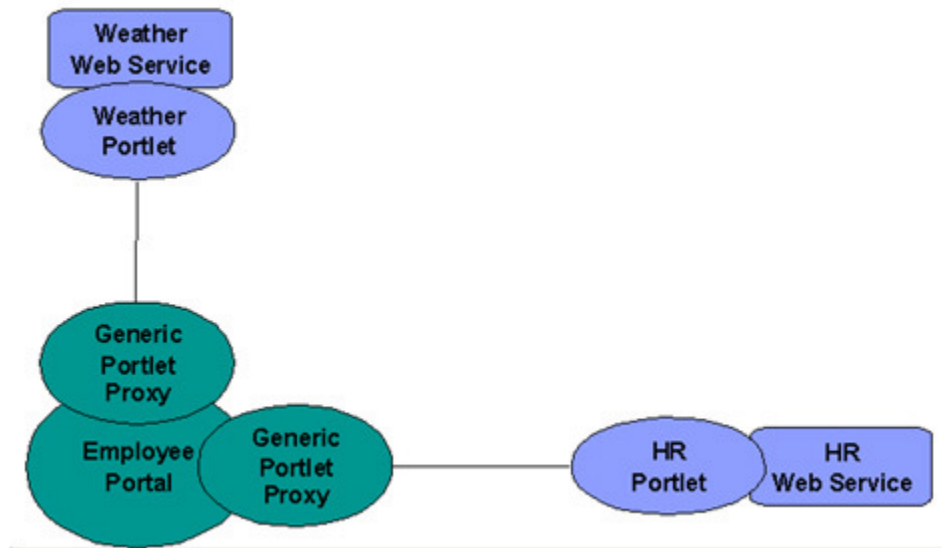 Weather
Web Service
Weather
Portlet
Generic
Portlet
Proxy
Employee
Portal
Generic
Portlet
Proxy
HR
Portlet
HR
Web Service